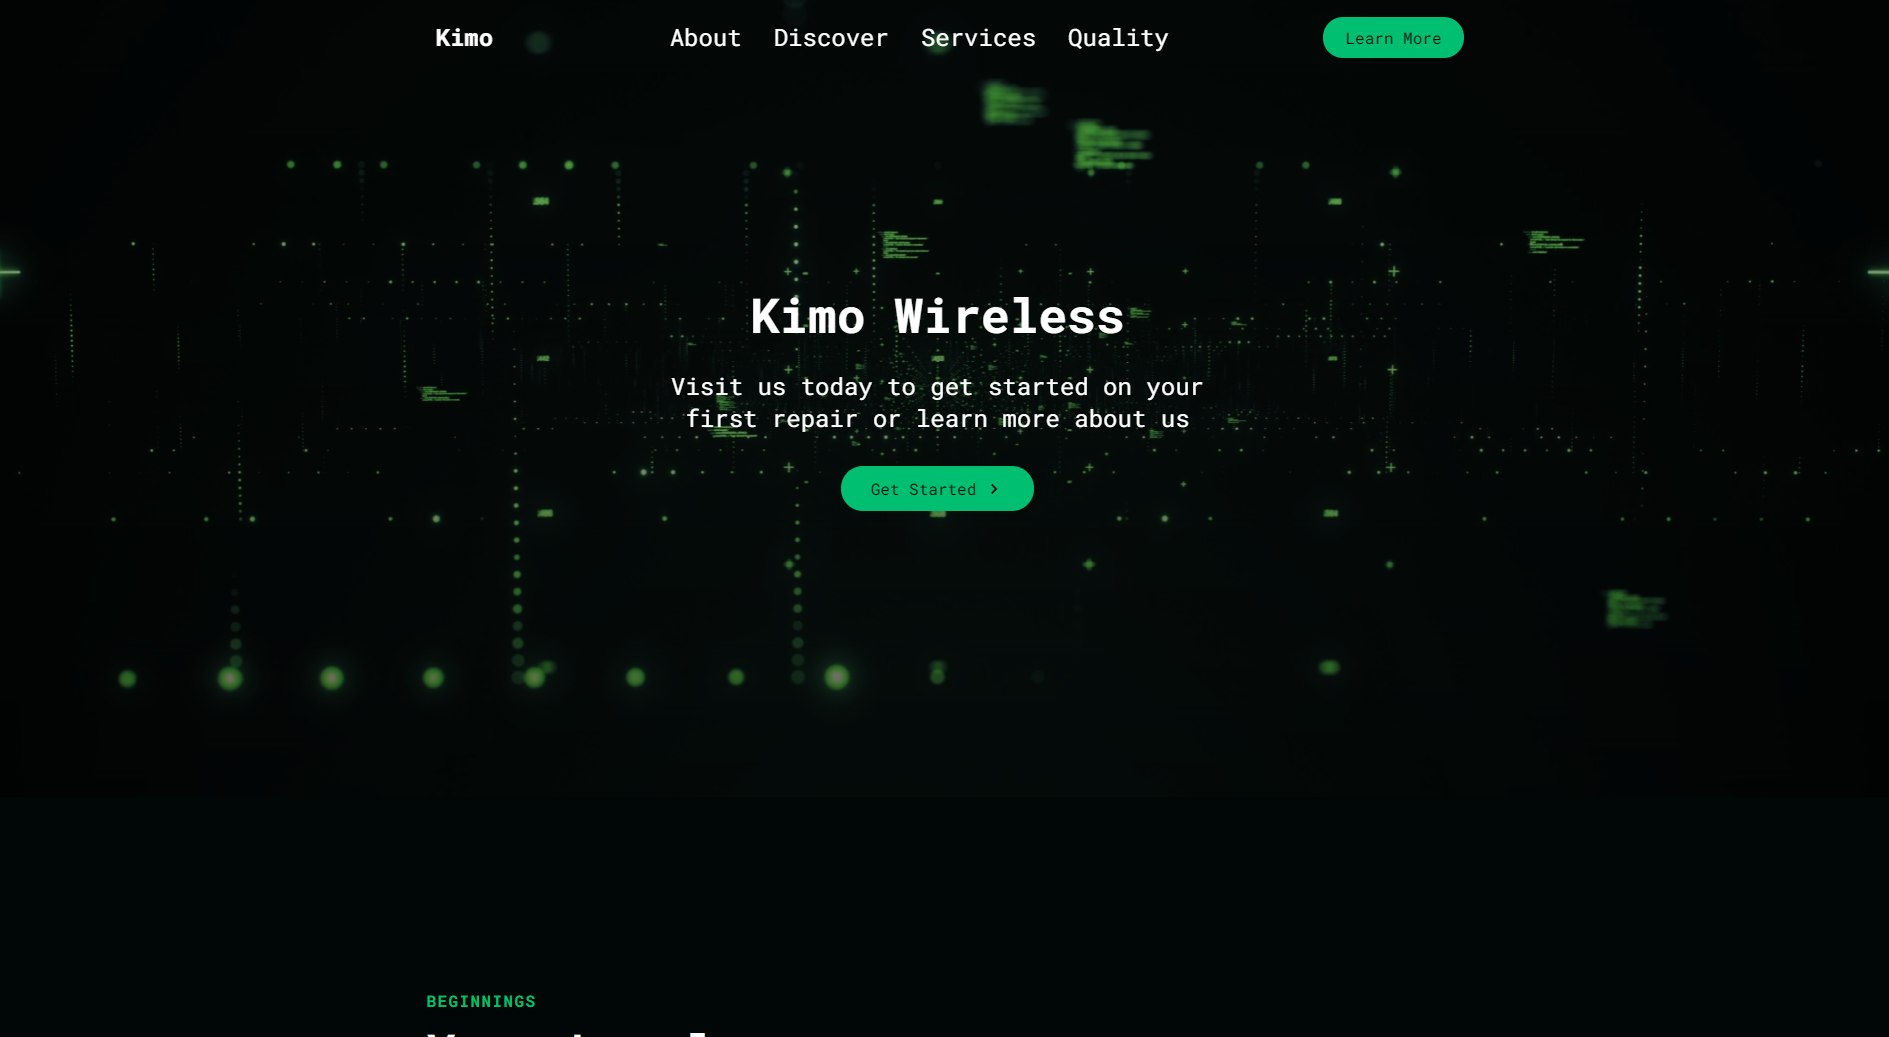 Kimo
About
Discover
Services
Quality
Learn More
Kimo Wireless
Visit us today to get started on your
first repair or learn more about us
Get Started
BEGINNINGS